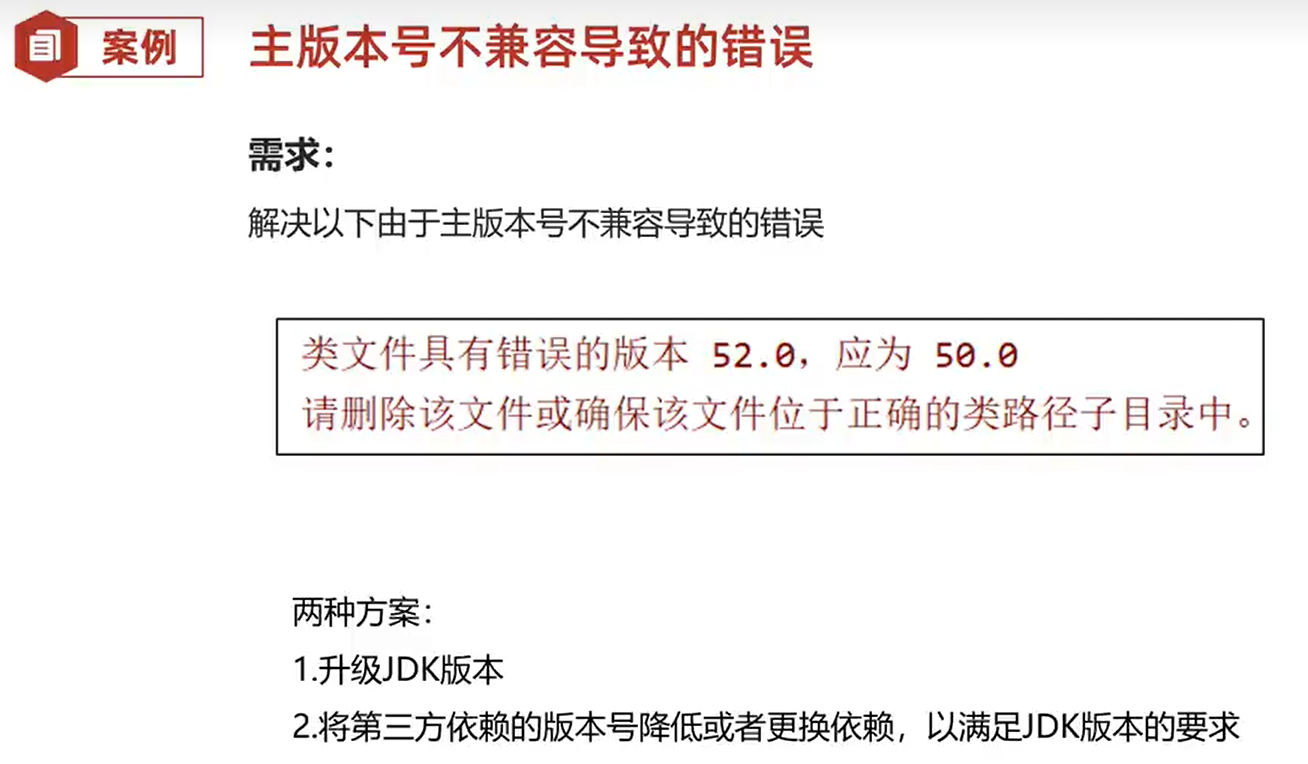 案例
主版本号不兼容导致的错误
需求：
解决以下由于主版本号不兼容导致的错误
类文件具有错误的版本 52.0，应为 50.0
请删除该文件或确保该文件位于正确的类路径子目录中。
两种方案：
1.升级JDK版本
2.将第三方依赖的版本号降低或者更换依赖，以满足JDK版本的要求